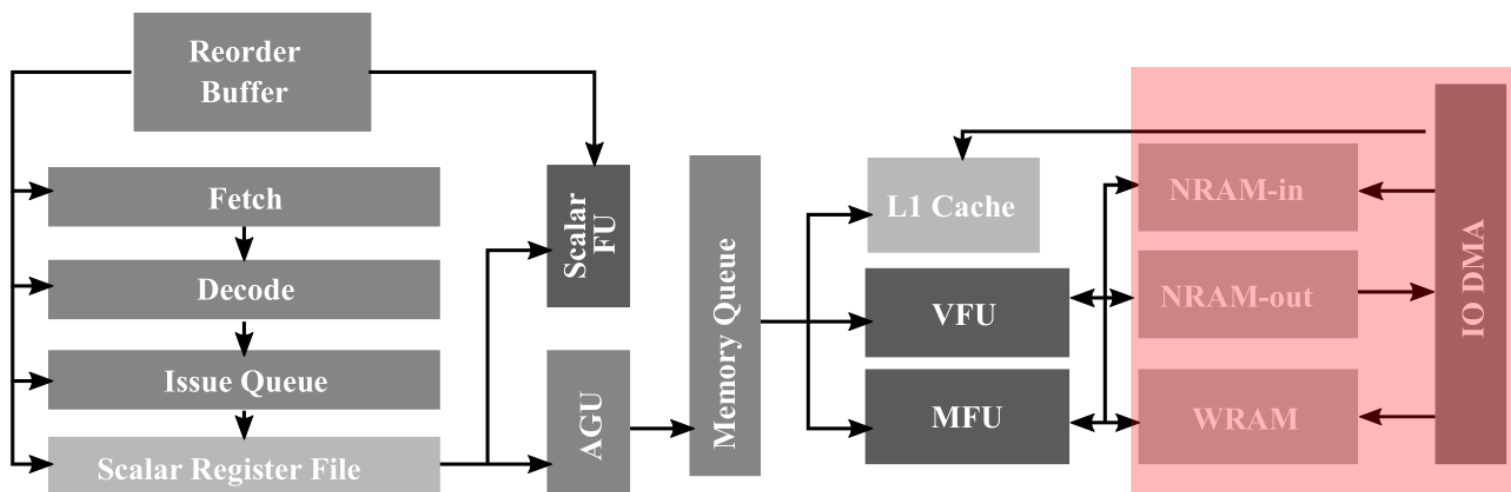 Reorder
Buffer
Fetch
Decode
Issue Queue
Scalar Register File
Scalar
FU
AGU
Memory Queue
L1 Cache
VFU
MFU
NRAM-in
NRAM-out
WRAM
IO DMA